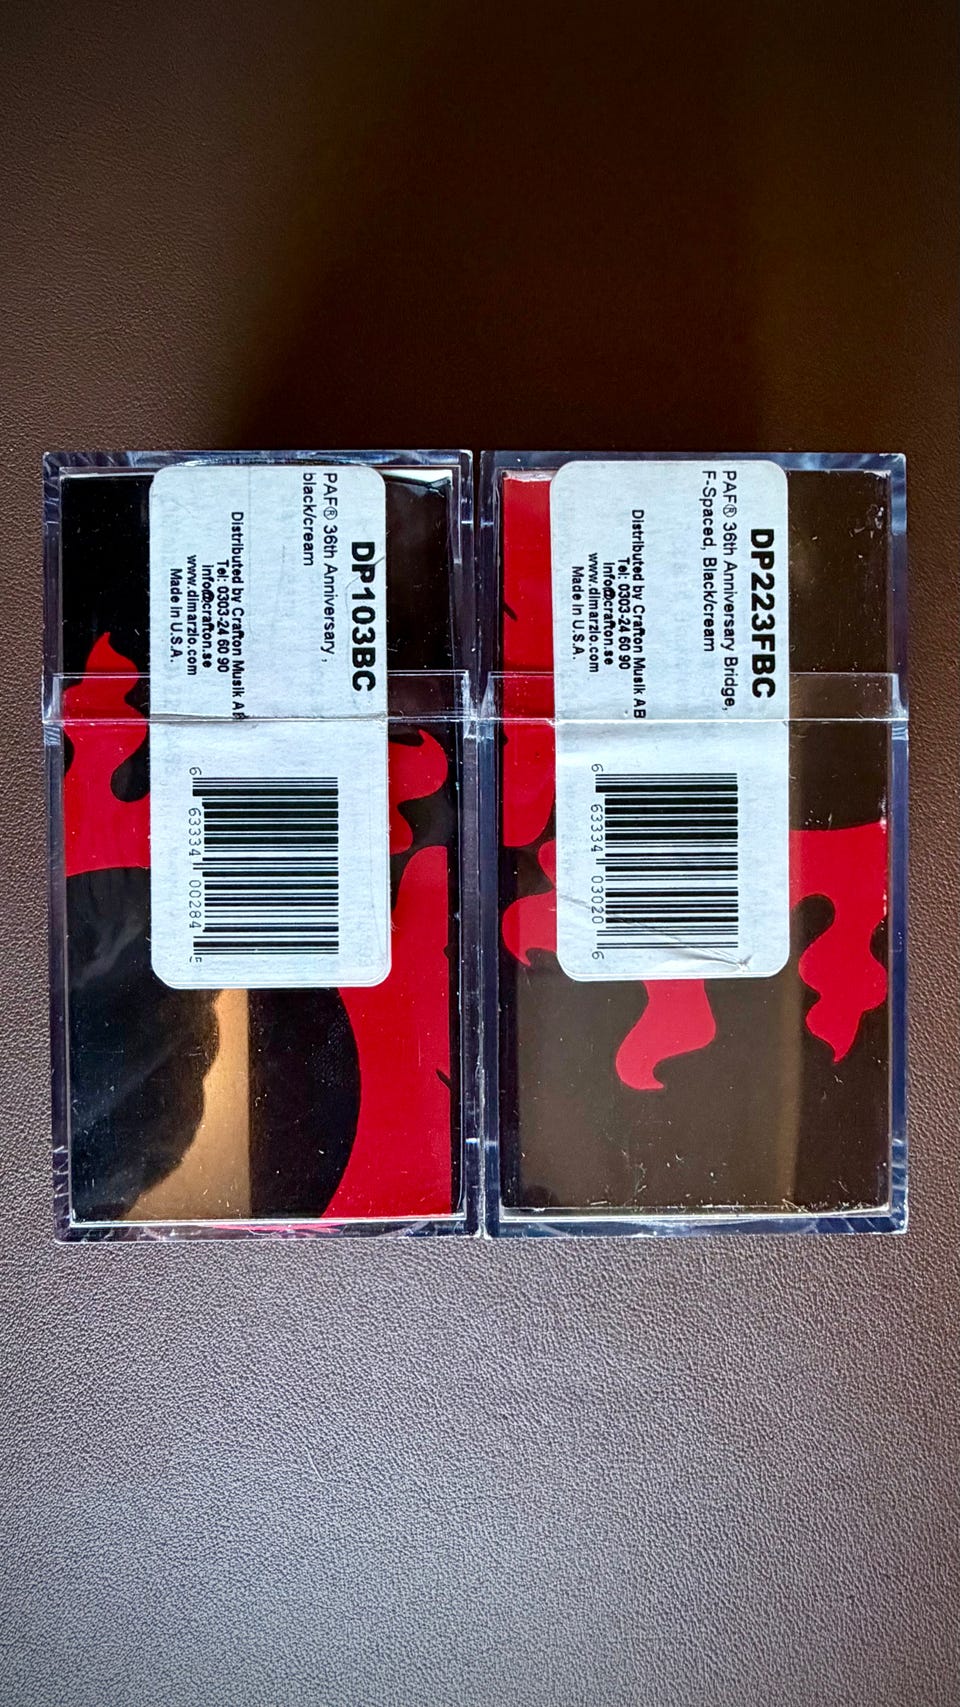 DP103BC
PAF® 36th Anniversary ,
black/cream
Distributed by Crafton Musik AB
Tel: 0303-24 60 90
info@crafton.se
www.dimarzio.com
Made in U.S.A.
6 63334 00284 5
DP223FBC
PAF® 36th Anniversary Bridge,
F-Spaced, Black/cream
Distributed by Crafton Musik AB
Tel: 0303-24 60 90
info@crafton.se
www.dimarzio.com
Made in U.S.A.
6 63334 03020 6